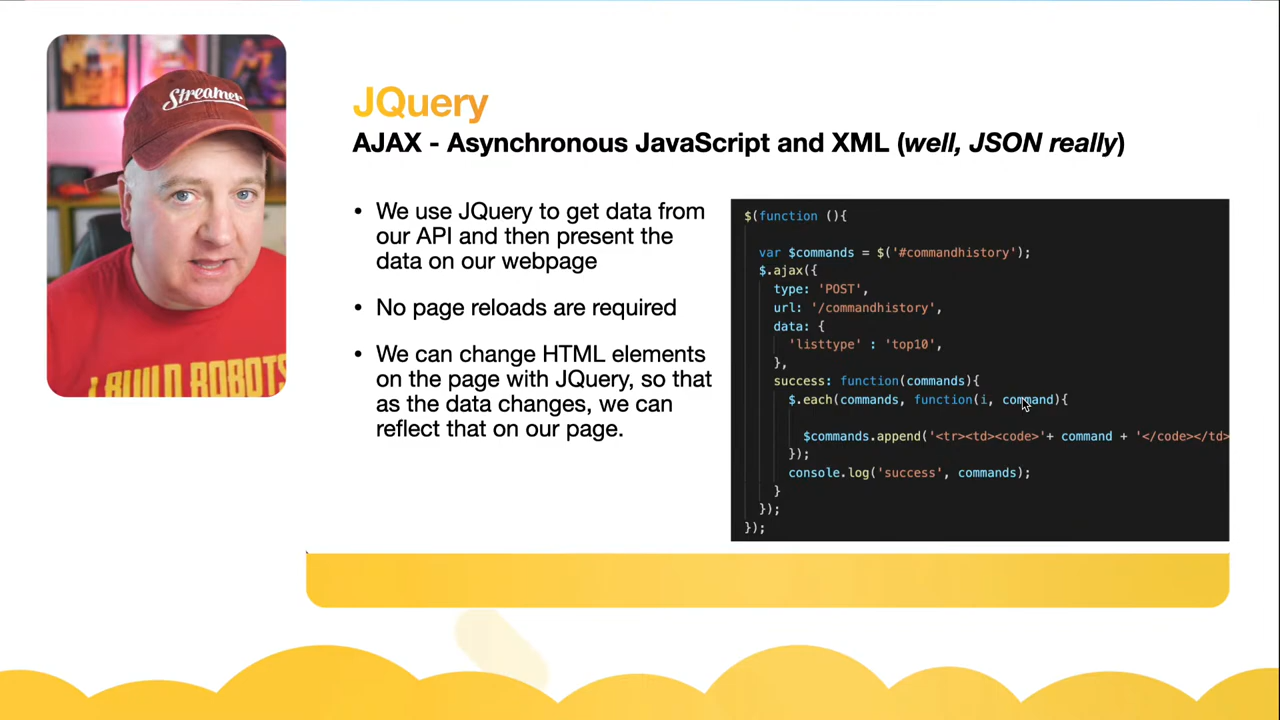 Streamer
I BUILD ROBOTS
JQuery
AJAX - Asynchronous JavaScript and XML (well, JSON really)
• We use JQuery to get data from
our API and then present the
data on our webpage
• No page reloads are required
• We can change HTML elements
on the page with JQuery, so that
as the data changes, we can
reflect that on our page.
$(function (){
var $commands = $('#commandhistory');
$.ajax({
type: 'POST',
url: '/commandhistory',
data: {
'listtype' : 'top10',
},
success: function(commands){
$.each(commands, function(i, command){
$commands.append('<tr><td><code>'+ command + '</code></td>
});
console.log('success', commands);
}
});
});